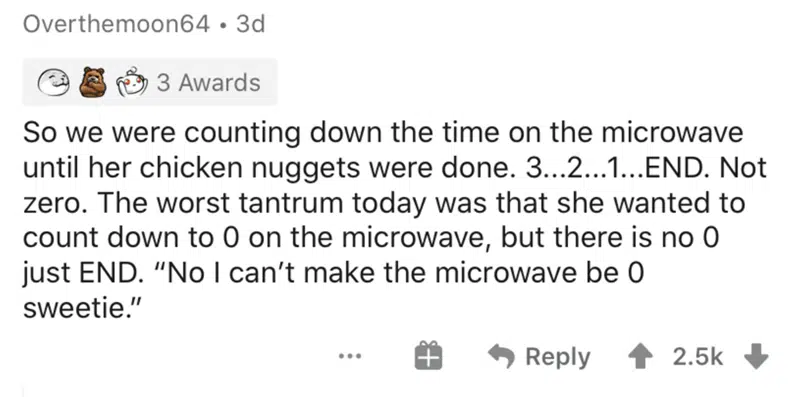 Overthemoon64 • 3d
3 Awards
So we were counting down the time on the microwave
until her chicken nuggets were done. 3...2...1...END. Not
zero. The worst tantrum today was that she wanted to
count down to 0 on the microwave, but there is no 0
just END. “No I can’t make the microwave be 0
sweetie.”
... Reply 2.5k